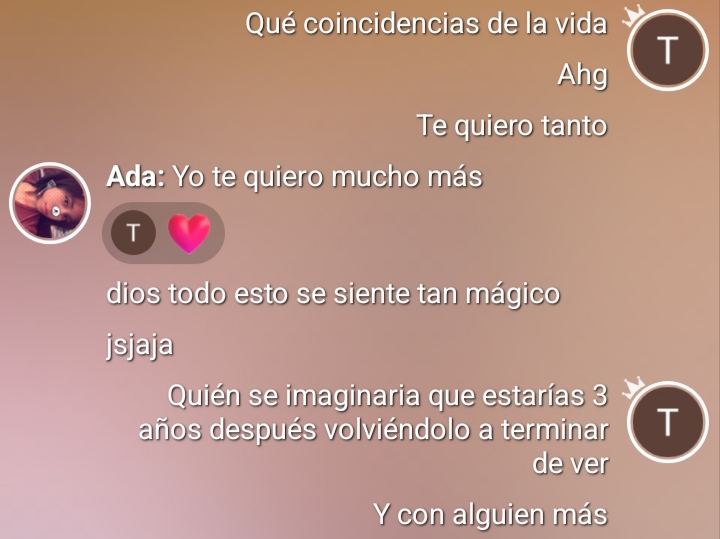 Qué coincidencias de la vida
T
Ahg
Te quiero tanto
Ada: Yo te quiero mucho más
T
dios todo esto se siente tan mágico
jsjaja
Quién se imaginaria que estarías 3
T
años después volviéndolo a terminar
de ver
Y con alguien más